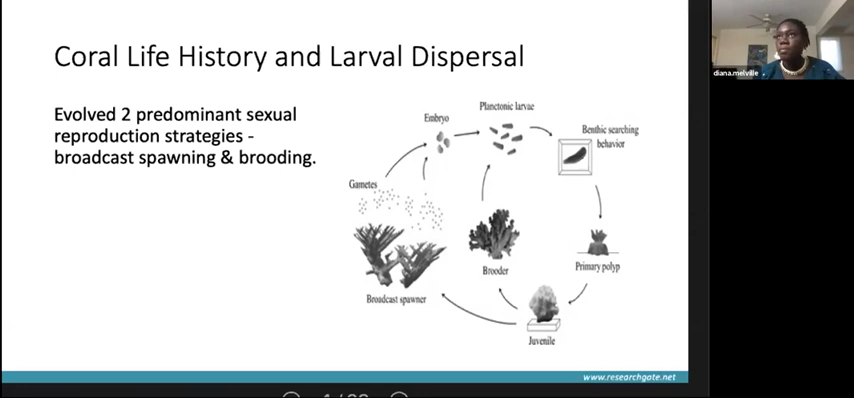 Coral Life History and Larval Dispersal
diana.melville
Evolved 2 predominant sexual
reproduction strategies -
broadcast spawning & brooding.
Planctonic larvae
Embryo
Benthic searching
behavior
Gametes
Brooder
Primary polyp
Broadcast spawner
Juvenile
www.researchgate.net